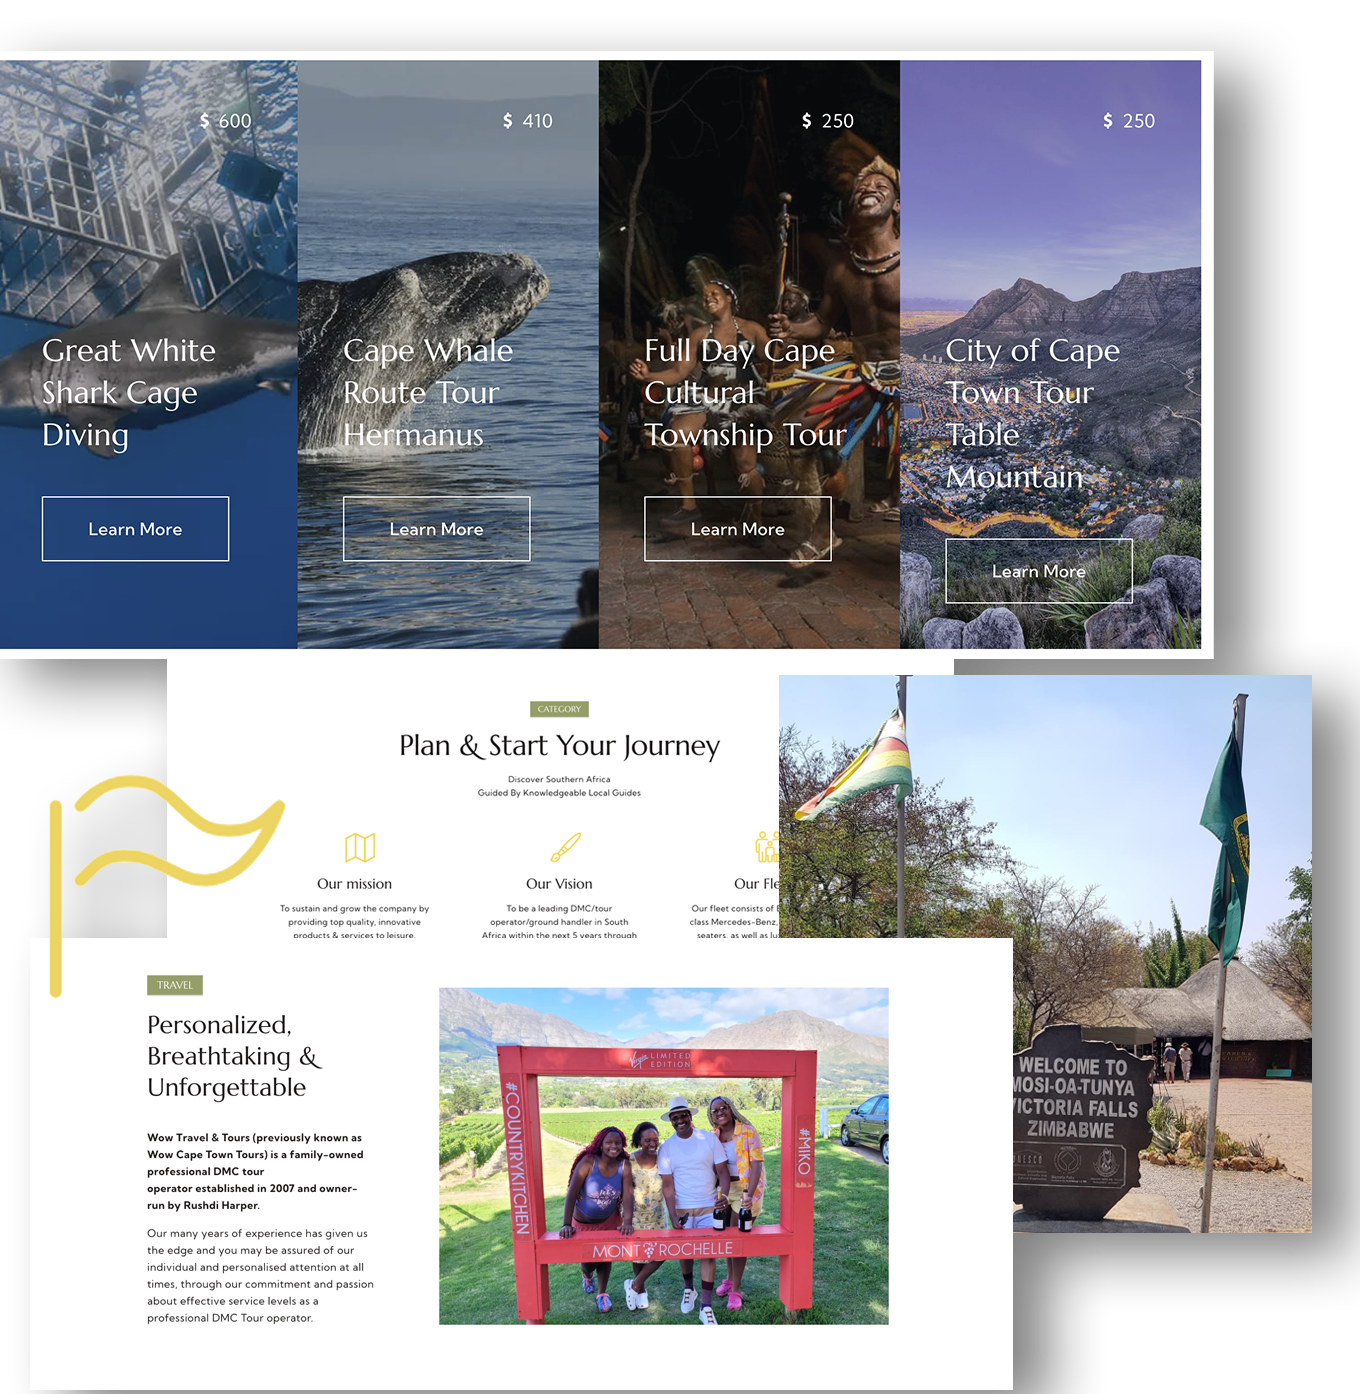 $ 600
Great White
Shark Cage
Diving
Learn More
$ 410
Cape Whale
Route Tour
Hermanus
Learn More
$ 250
Full Day Cape
Cultural
Township Tour
Learn More
$ 250
City of Cape
Town Tour
Table
Mountain
Learn More
CATEGORY
Plan & Start Your Journey
Discover Southern Africa
Guided By Knowledgeable Local Guides
Our mission
To sustain and grow the company by
providing top quality, innovative
products & services to leisure,
Our Vision
To be a leading DMC/tour
operator/ground handler in South
Africa within the next 5 years through
Our
Our fleet consists of
class Mercedes-Benz,
seaters, as well as
WELCOME TO
MOSI-OA-TUNYA
VICTORIA FALLS
ZIMBABWE
TRAVEL
Personalized,
Breathtaking &
Unforgettable
Wow Travel & Tours (previously known as
Wow Cape Town Tours) is a family-owned
professional DMC tour
operator established in 2007 and owner-
run by Rushdi Harper.
Our many years of experience has given us
the edge and you may be assured of our
individual and personalised attention at all
times, through our commitment and passion
about effective service levels as a
professional DMC Tour operator.
Virgin LIMITED
EDITION
#COUNTRYKITCHEN
#MIKO
MONT ROCHELLE